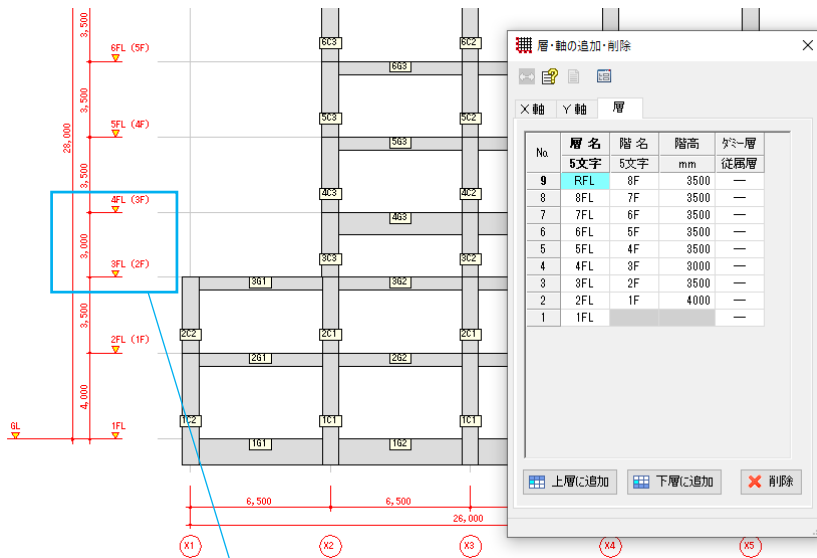 3,500
6FL (5F)
3,500
5FL (4F)
28,000
3,500
4FL (3F)
3,000
3FL (2F)
3,500
2FL (1F)
4,000
GL
1FL
6C3
6C2
6G3
5C3
5C2
5G3
4C3
4C2
4G3
3C3
3C2
3G1
3G2
2C2
2C1
2C1
2G1
2G2
1C2
1C1
1C1
1G1
1G2
6,500
6,500
26,000
X1
X2
X3
X4
X5
層・軸の追加・削除
X 軸
Y 軸
層
No.
層 名
階 名
階高
ダミー層
5文字
5文字
mm
従属層
9 RFL 8F 3500 —
8 8FL 7F 3500 —
7 7FL 6F 3500 —
6 6FL 5F 3500 —
5 5FL 4F 3500 —
4 4FL 3F 3000 —
3 3FL 2F 3500 —
2 2FL 1F 4000 —
1 1FL —
上層に追加
下層に追加
削除